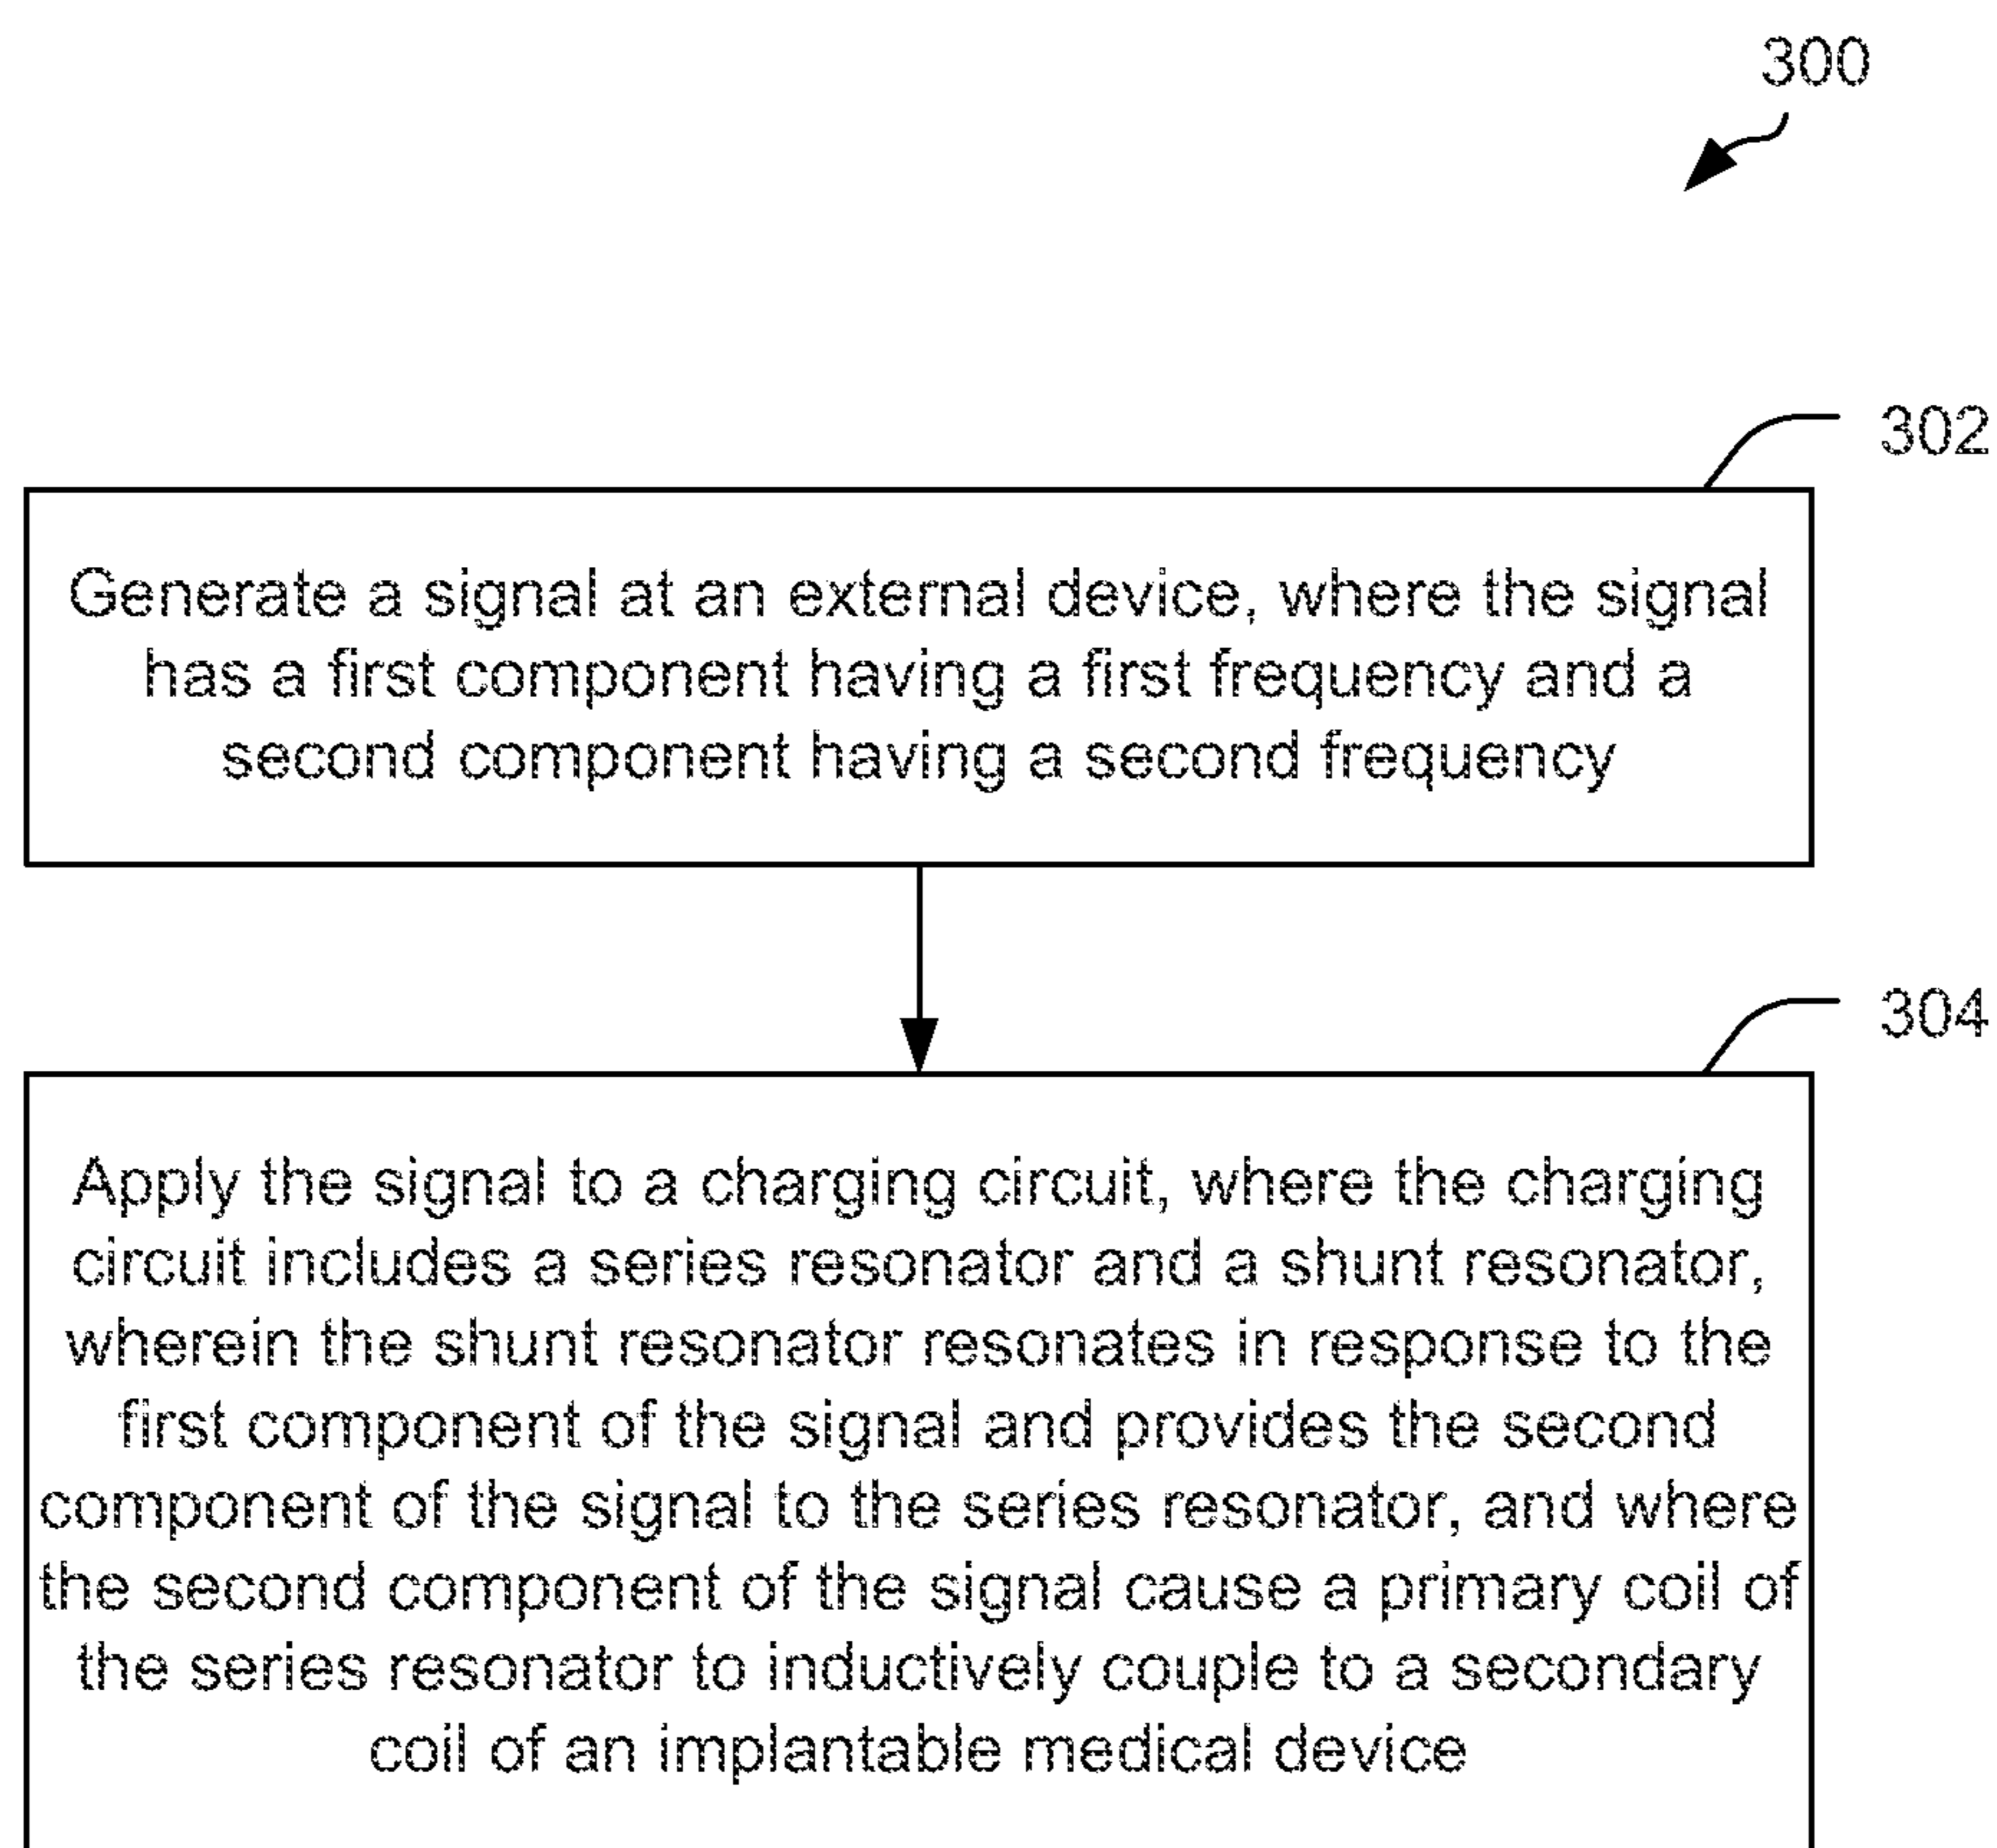 300
302
Generate a signal at an external device, where the signal
has a first component having a first frequency and a
second component having a second frequency
304
Apply the signal to a charging circuit, where the charging
circuit includes a series resonator and a shunt resonator,
wherein the shunt resonator resonates in response to the
first component of the signal and provides the second
component of the signal to the series resonator, and where
the second component of the signal cause a primary coil of
the series resonator to inductively couple to a secondary
coil of an implantable medical device